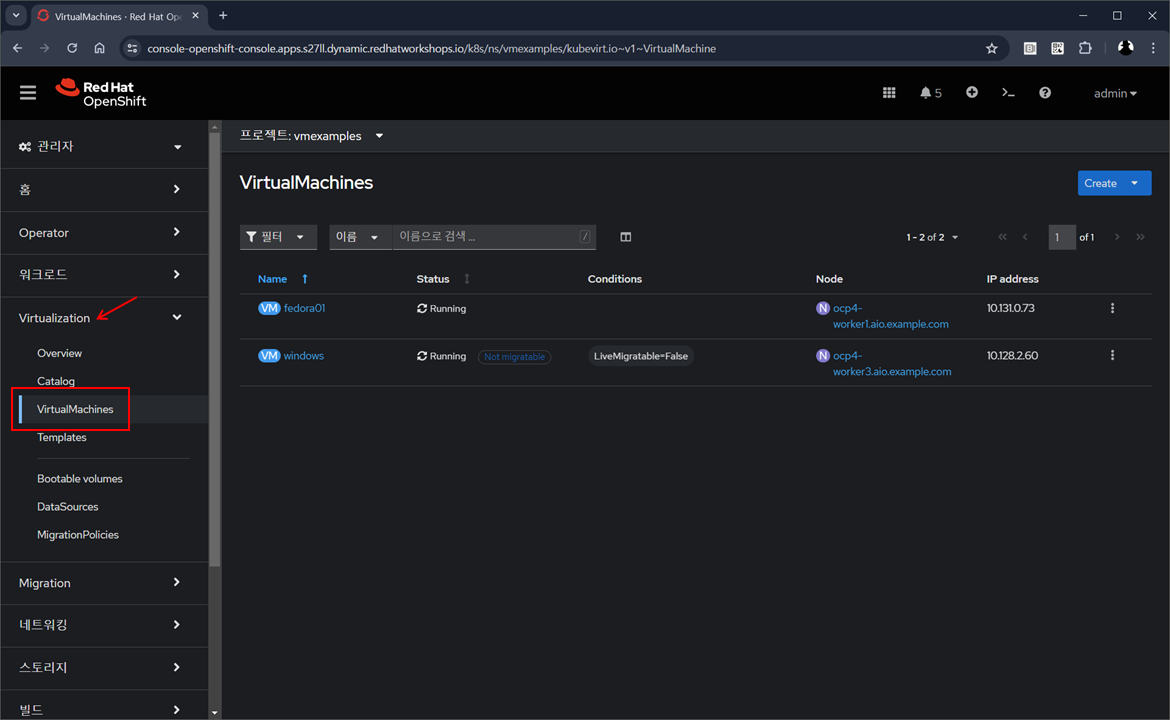 VirtualMachines · Red Hat Op
console-openshift-console.apps.s27ll.dynamic.redhatworkshops.io/k8s/ns/vmexamples/kubevirt.io~v1~VirtualMachine
Red Hat
OpenShift
5
admin
관리자
홈
Operator
워크로드
Virtualization
Overview
Catalog
VirtualMachines
Templates
Bootable volumes
DataSources
MigrationPolicies
Migration
네트워킹
스토리지
빌드
프로젝트: vmexamples
VirtualMachines
Create
필터 이름 이름으로 검색 ... /
1 - 2 of 2 1 of 1
Name Status Conditions Node IP address
VM fedora01 Running N ocp4-
worker1.aio.example.com 10.131.0.73
VM windows Running Not migratable LiveMigratable=False N ocp4-
worker3.aio.example.com 10.128.2.60